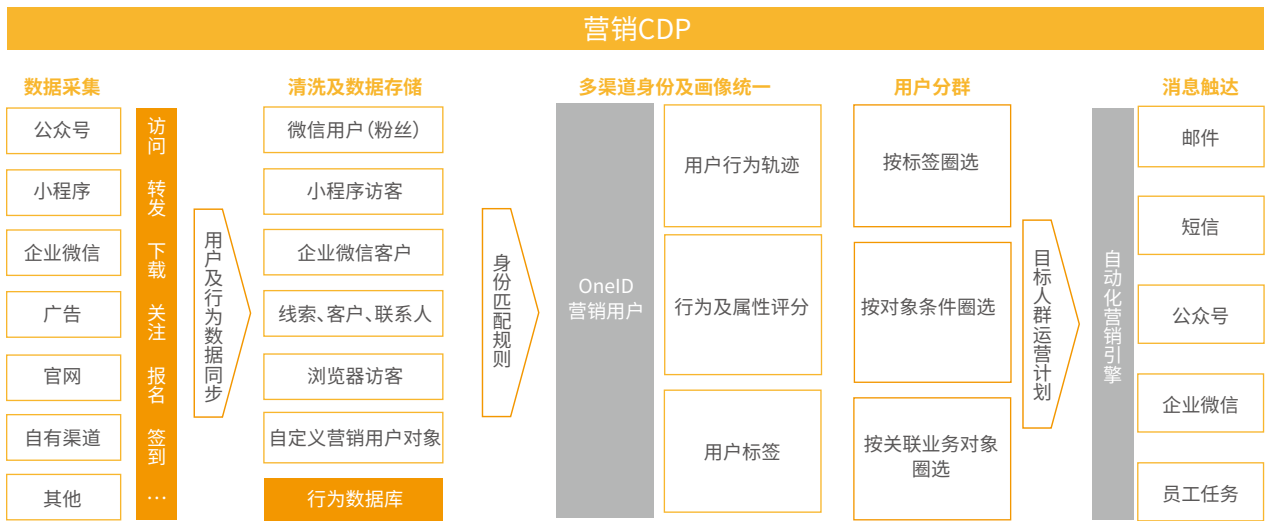 营销CDP
数据采集
公众号
小程序
企业微信
广告
官网
自有渠道
其他
访问
转发
下载
关注
报名
签到
…
用户及行为数据同步
清洗及数据存储
微信用户（粉丝）
小程序访客
企业微信客户
线索、客户、联系人
浏览器访客
自定义营销用户对象
行为数据库
身份匹配规则
多渠道身份及画像统一
OneID
营销用户
用户行为轨迹
行为及属性评分
用户标签
用户分群
按标签圈选
按对象条件圈选
按关联业务对象
圈选
目标人群运营计划
自动化营销引擎
消息触达
邮件
短信
公众号
企业微信
员工任务